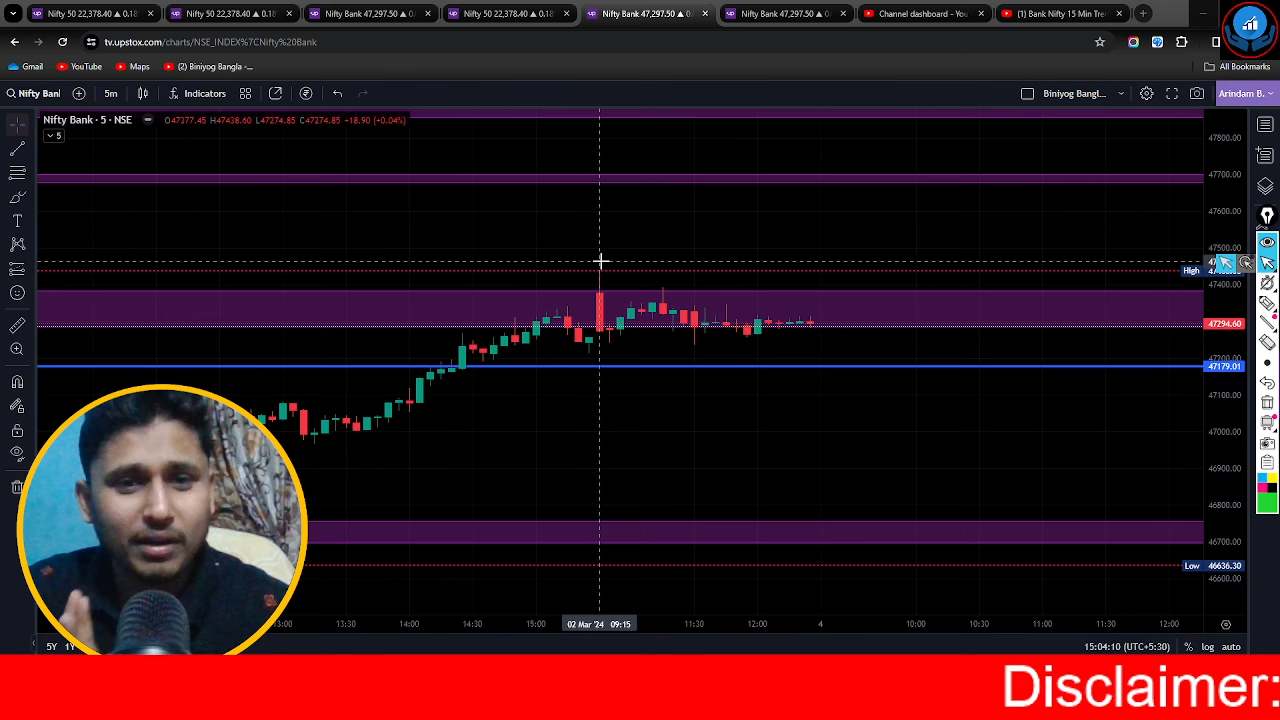 Nifty 50 22,378.40 ▲ 0.18
Nifty 50 22,378.40 ▲ 0.18
Nifty Bank 47,297.50 ▲ 0
Nifty 50 22,378.40 ▲ 0.18
Nifty Bank 47,297.50 ▲ 0
Nifty Bank 47,297.50 ▲ 0
Channel dashboard - You
(1) Bank Nifty 15 Min Tre
tv.upstox.com/charts/NSE_INDEX%7CNifty%20Bank
Gmail
YouTube
Maps
(2) Biniyog Bangla -...
All Bookmarks
Nifty Banl
5m
Indicators
Biniyog Bangl...
Arindam B.
Nifty Bank · 5 · NSE
O47377.45 H47438.60 L47274.85 C47274.85 +18.90 (+0.04%)
5
47800.00
47700.00
47600.00
47500.00
High
47400.00
47294.60
47200.00
47179.01
47100.00
47000.00
46900.00
46800.00
46700.00
Low 46636.30
46600.00
13:00
13:30
14:00
14:30
15:00
02 Mar '24 09:15
11:30
12:00
4
10:00
10:30
11:00
11:30
12:00
5Y
15:04:10 (UTC+5:30)
%
log
auto
Disclaimer: